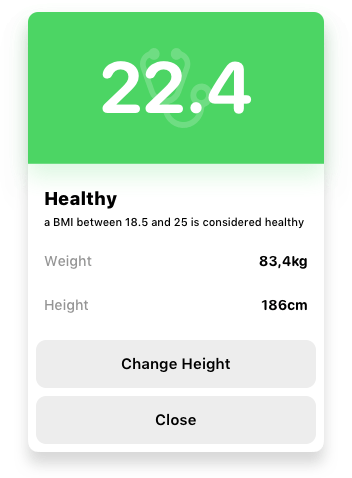 22.4
Healthy
a BMI between 18.5 and 25 is considered healthy
Weight 83,4kg
Height 186cm
Change Height
Close